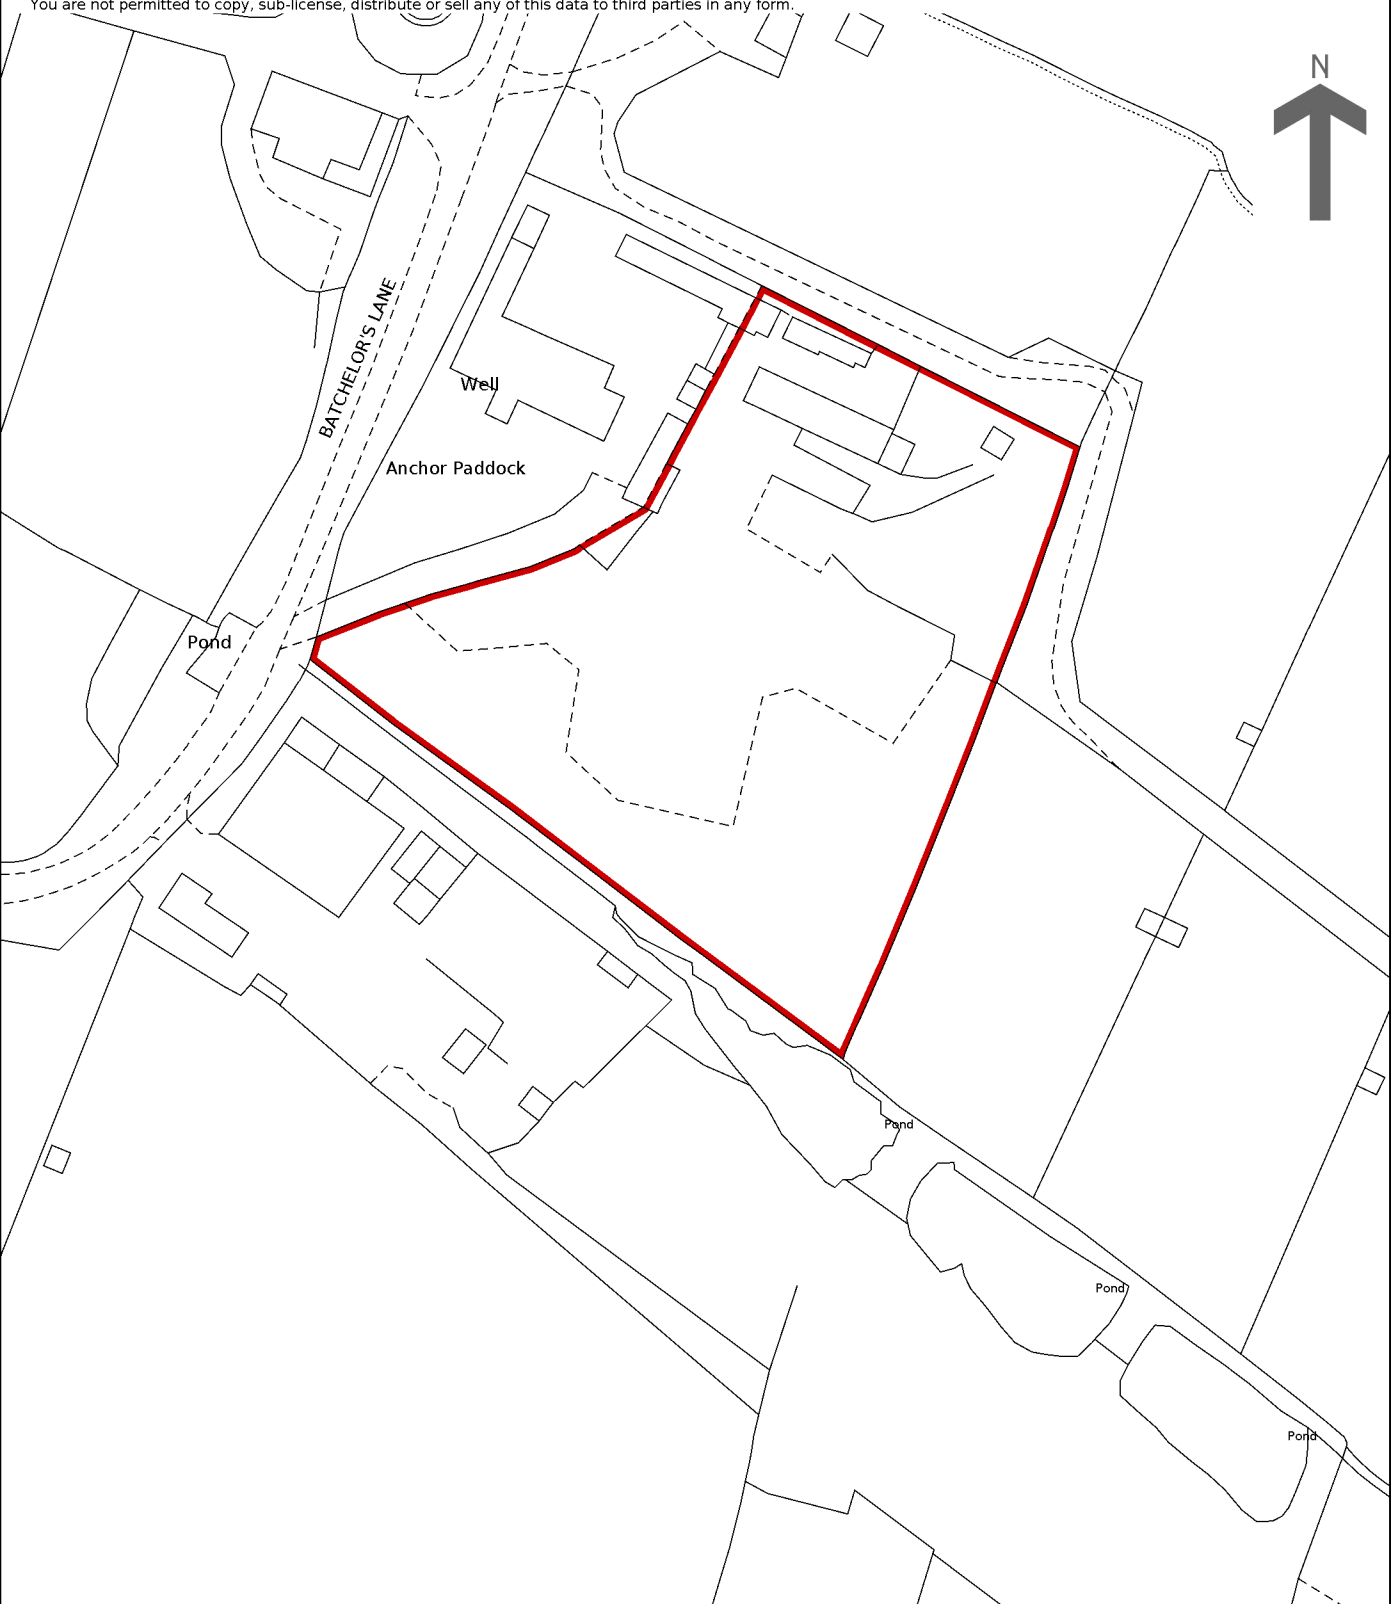 You are not permitted to copy, sub-license, distribute or sell any of this data to third parties in any form.
N
BATCHELOR'S LANE
Well
Anchor Paddock
Pond
Pond
Pond
Pond